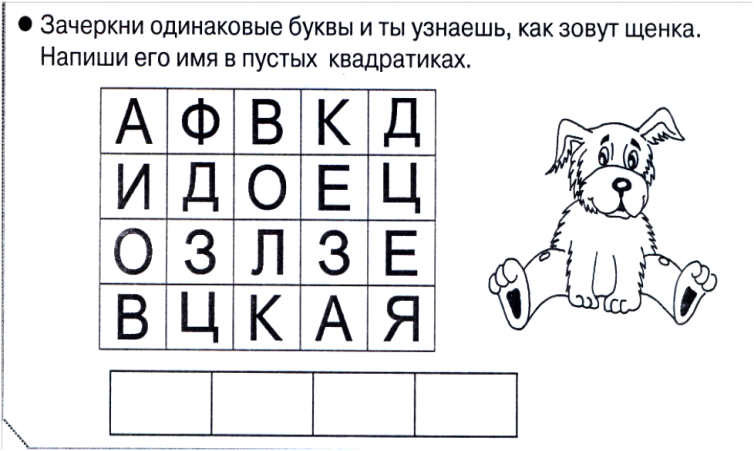 ● Зачеркни одинаковые буквы и ты узнаешь, как зовут щенка.
Напиши его имя в пустых квадратиках.
А Ф В К Д
И Д О Е Ц
О З Л З Е
В Ц К А Я